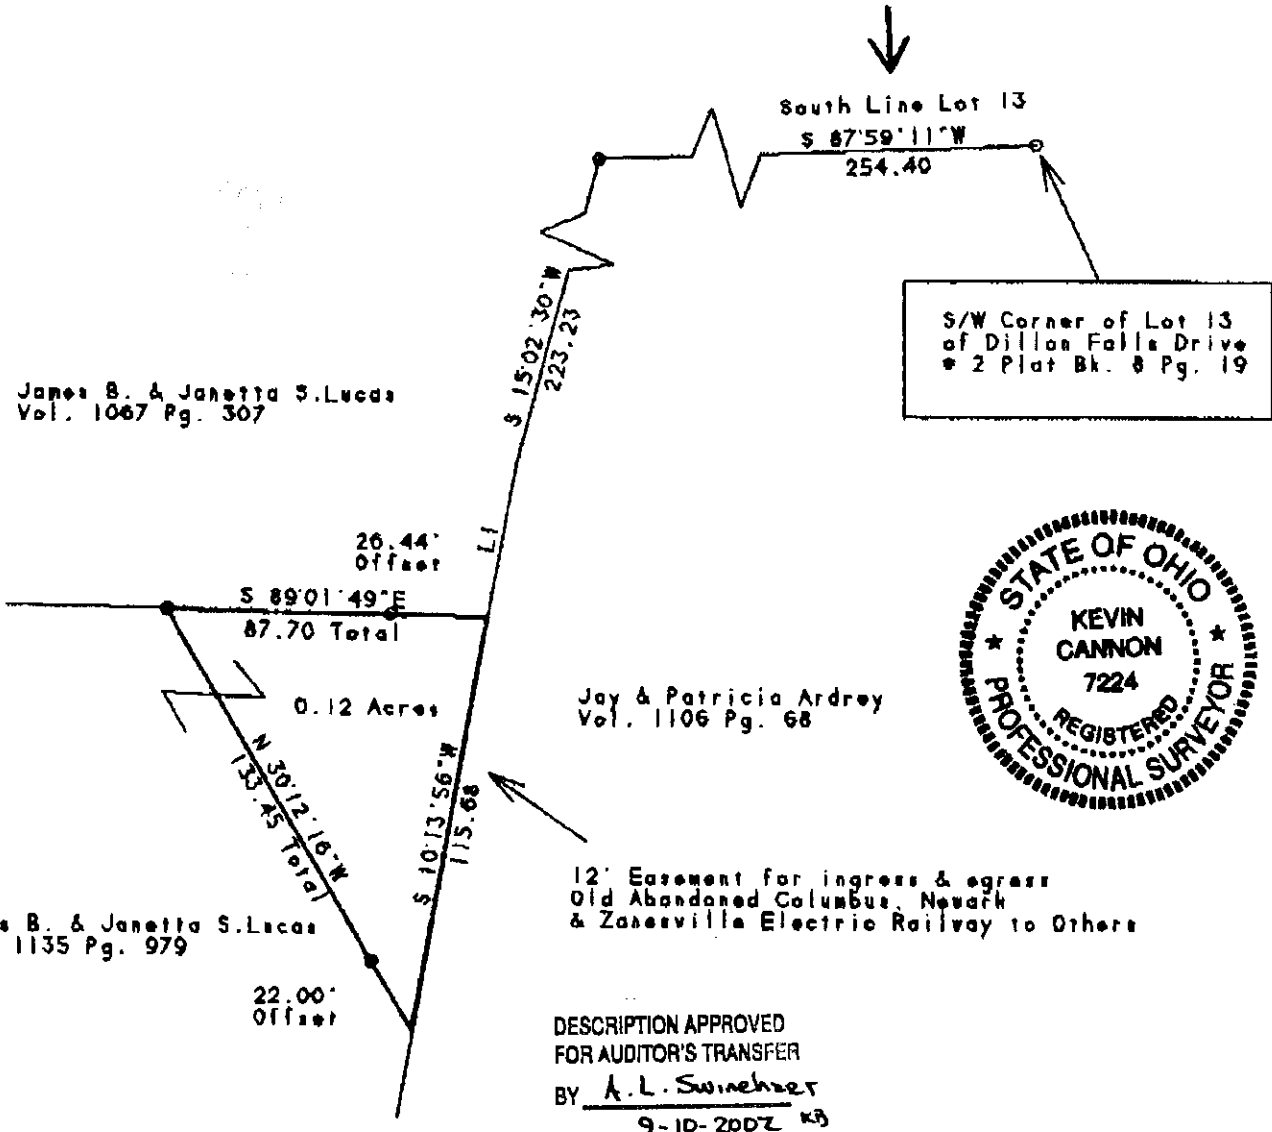 South Line Lot 13
S 87°59'11"W
254.40
S/W Corner of Lot 13
of Dillon Falls Drive
# 2 Plat Bk. 8 Pg. 19
S 15°02'30"W
223.23
James B. & Janetta S.Lucas
Vol. 1067 Pg. 307
L1
26.44'
Offset
S 89°01'49"E
87.70 Total
0.12 Acres
STATE OF OHIO
KEVIN
CANNON
7224
REGISTERED
PROFESSIONAL SURVEYOR
Jay & Patricia Ardrey
Vol. 1106 Pg. 68
N 30°12'16"W
133.45 Total
S 10°13'56"W
115.68
12' Easement for ingress & egress
Old Abandoned Columbus, Newark
& Zanesville Electric Railway to Others
s B. & Janetta S.Lucas
1135 Pg. 979
22.00'
Offset
DESCRIPTION APPROVED
FOR AUDITOR'S TRANSFER
BY A.L. Swinehart
9-10-2002 KB